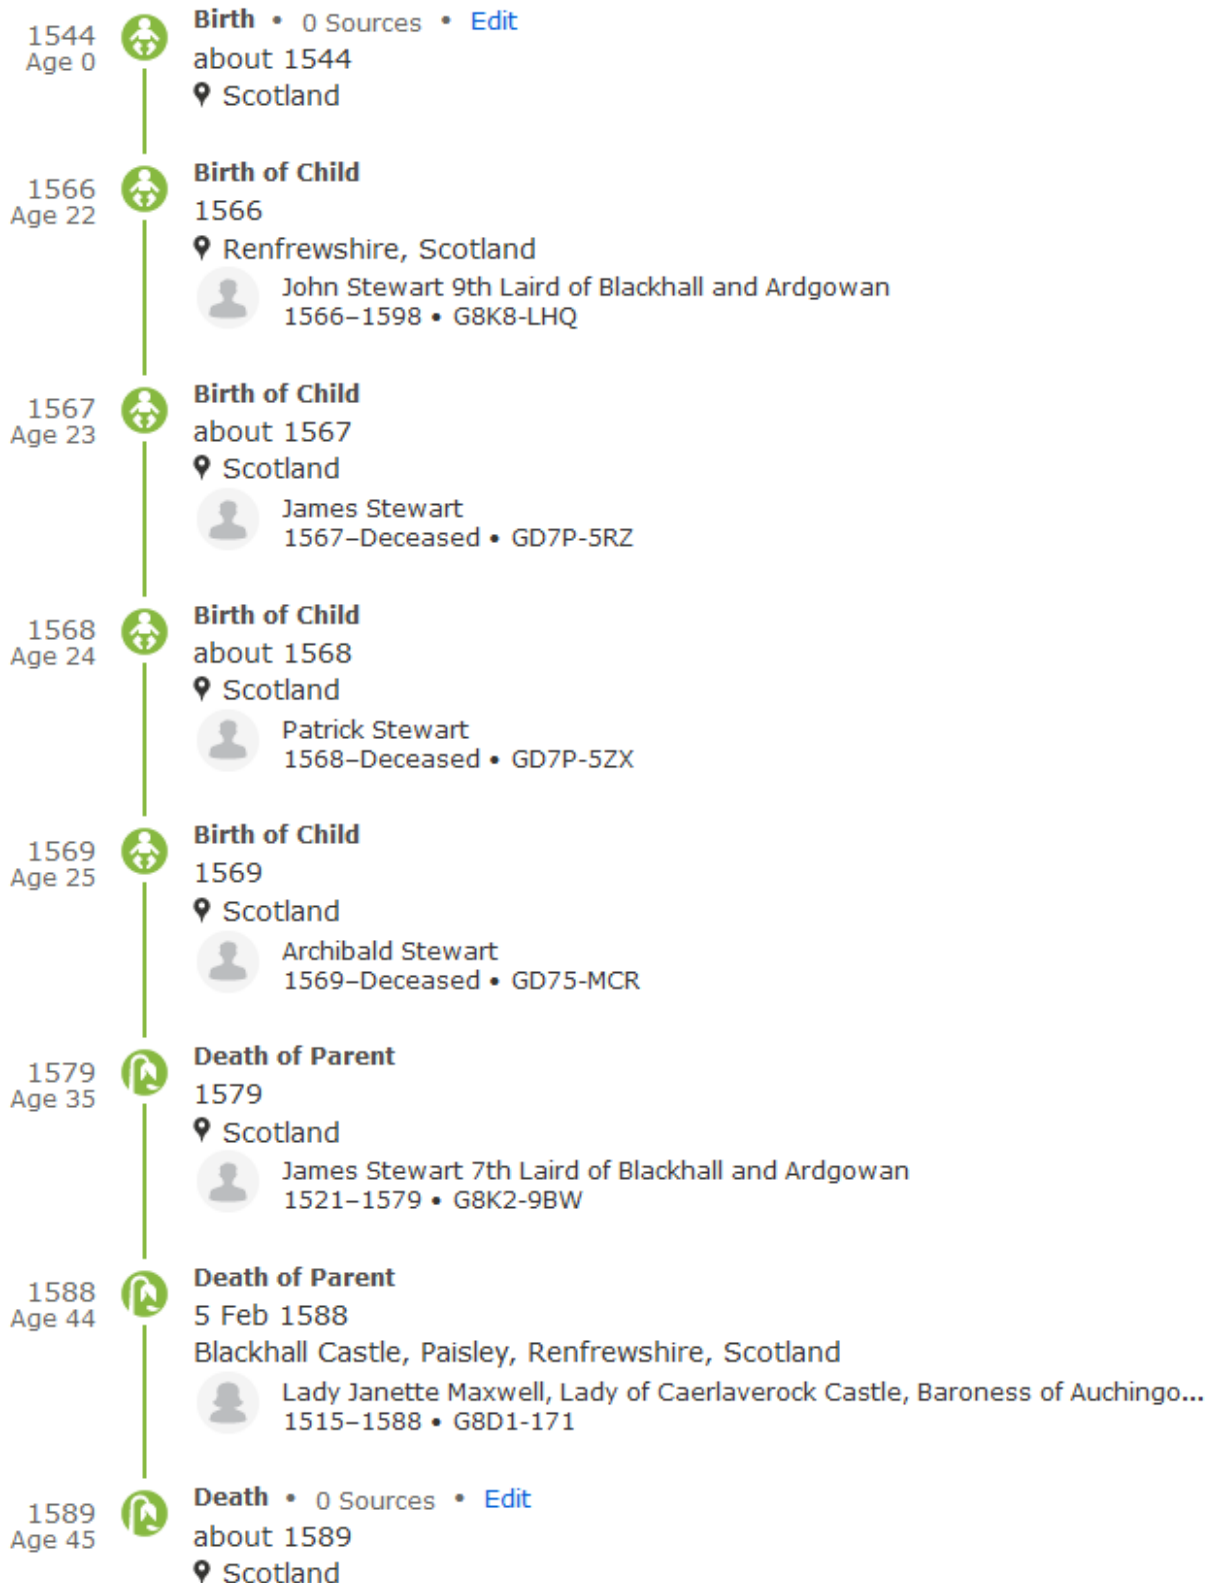 1544
Age 0
Birth • 0 Sources • Edit
about 1544
Scotland
1566
Age 22
Birth of Child
1566
Renfrewshire, Scotland
John Stewart 9th Laird of Blackhall and Ardgowan
1566–1598 • G8K8-LHQ
1567
Age 23
Birth of Child
about 1567
Scotland
James Stewart
1567–Deceased • GD7P-5RZ
1568
Age 24
Birth of Child
about 1568
Scotland
Patrick Stewart
1568–Deceased • GD7P-5ZX
1569
Age 25
Birth of Child
1569
Scotland
Archibald Stewart
1569–Deceased • GD75-MCR
1579
Age 35
Death of Parent
1579
Scotland
James Stewart 7th Laird of Blackhall and Ardgowan
1521–1579 • G8K2-9BW
1588
Age 44
Death of Parent
5 Feb 1588
Blackhall Castle, Paisley, Renfrewshire, Scotland
Lady Janette Maxwell, Lady of Caerlaverock Castle, Baroness of Auchingo...
1515–1588 • G8D1-171
1589
Age 45
Death • 0 Sources • Edit
about 1589
Scotland